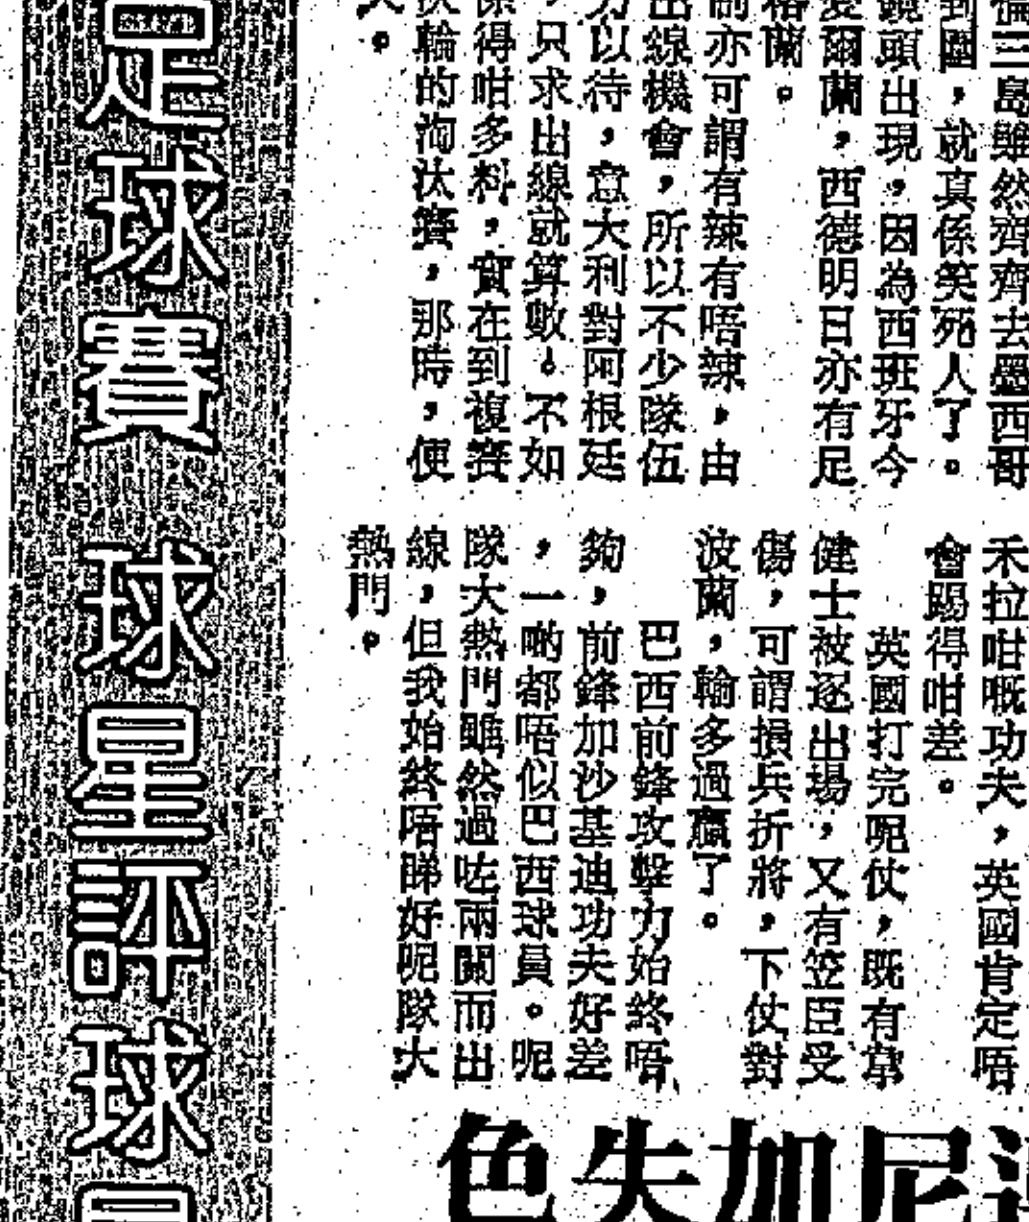 倫三島雖然齊齊去墨西哥
到圍，就真係笑死人了。
鏡頭出現，因為西班牙今
愛爾蘭，西德明日亦有足
格蘭。
制亦可謂有辣有唔辣，由
出線機會，所以不少隊伍
力以待，意大利對阿根廷
，只求出線就算數。不如
係得咁多料，實在到複賽
扶輪的淘汰賽，那時，便
大。
禾拉咁嘅功夫，英國肯定唔
會踢得咁差。
英國打完呢仗，既有韋
健士被逐出場，又有笠臣受
傷，可謂損兵折將，下仗對
波蘭，輸多過贏了。
巴西前鋒攻擊力始終唔
夠，前鋒加沙基迪功夫好差
，一啲都唔似巴西球員。呢
隊大熱門雖然過咗兩關而出
線，但我始終唔睇好呢隊大
熱門。
足球賽 球星評球
尼加失色